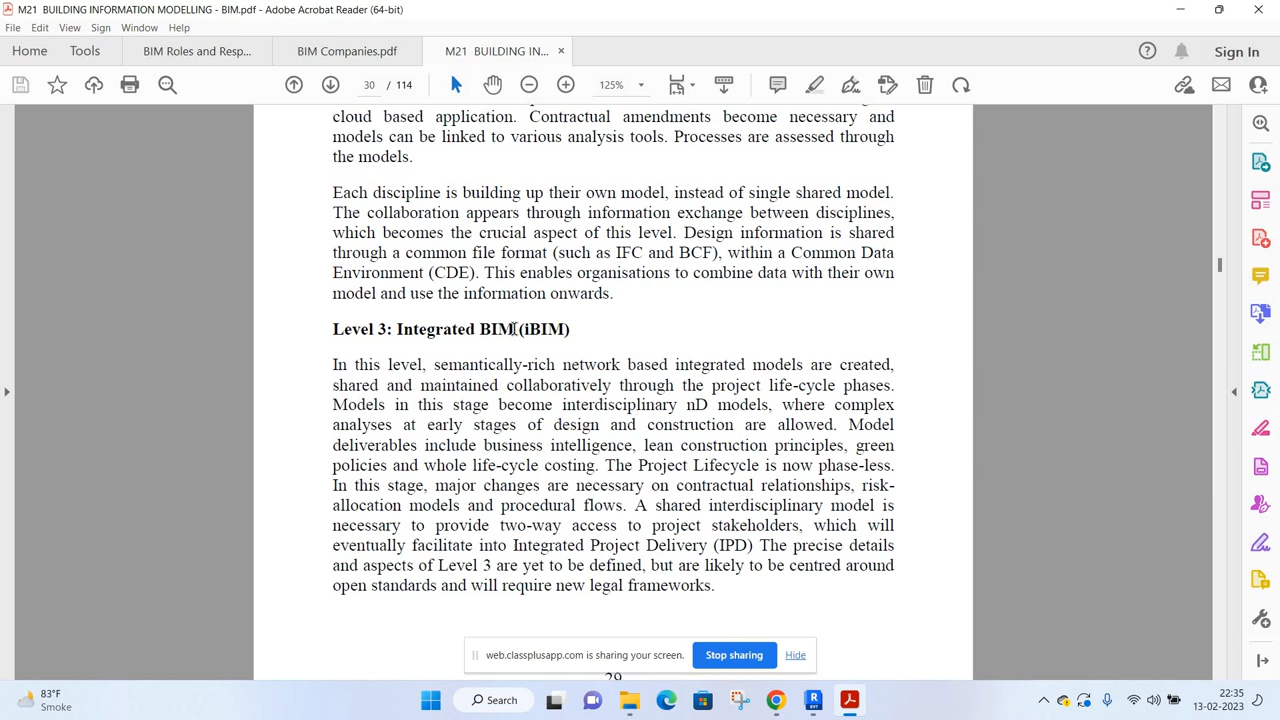 M21 BUILDING INFORMATION MODELLING - BIM.pdf - Adobe Acrobat Reader (64-bit)
File Edit View Sign Window Help
Home Tools BIM Roles and Resp... BIM Companies.pdf M21 BUILDING IN... × Sign In
30 / 114 125%
cloud based application. Contractual amendments become necessary and
models can be linked to various analysis tools. Processes are assessed through
the models.
Each discipline is building up their own model, instead of single shared model.
The collaboration appears through information exchange between disciplines,
which becomes the crucial aspect of this level. Design information is shared
through a common file format (such as IFC and BCF), within a Common Data
Environment (CDE). This enables organisations to combine data with their own
model and use the information onwards.
Level 3: Integrated BIM (iBIM)
In this level, semantically-rich network based integrated models are created,
shared and maintained collaboratively through the project life-cycle phases.
Models in this stage become interdisciplinary nD models, where complex
analyses at early stages of design and construction are allowed. Model
deliverables include business intelligence, lean construction principles, green
policies and whole life-cycle costing. The Project Lifecycle is now phase-less.
In this stage, major changes are necessary on contractual relationships, risk-
allocation models and procedural flows. A shared interdisciplinary model is
necessary to provide two-way access to project stakeholders, which will
eventually facilitate into Integrated Project Delivery (IPD) The precise details
and aspects of Level 3 are yet to be defined, but are likely to be centred around
open standards and will require new legal frameworks.
web.classplusapp.com is sharing your screen. Stop sharing Hide
29
83°F
Smoke
Search
22:35
13-02-2023